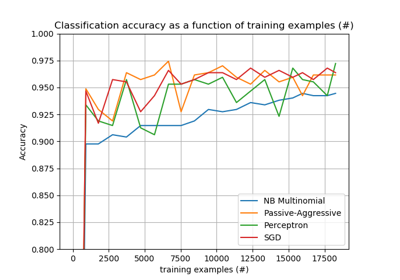 Classification accuracy as a function of training examples (#)
1.000
0.975
0.950
0.925
0.900
0.875
0.850
0.825
0.800
Accuracy
NB Multinomial
Passive-Aggressive
Perceptron
SGD
0 2500 5000 7500 10000 12500 15000 17500
training examples (#)